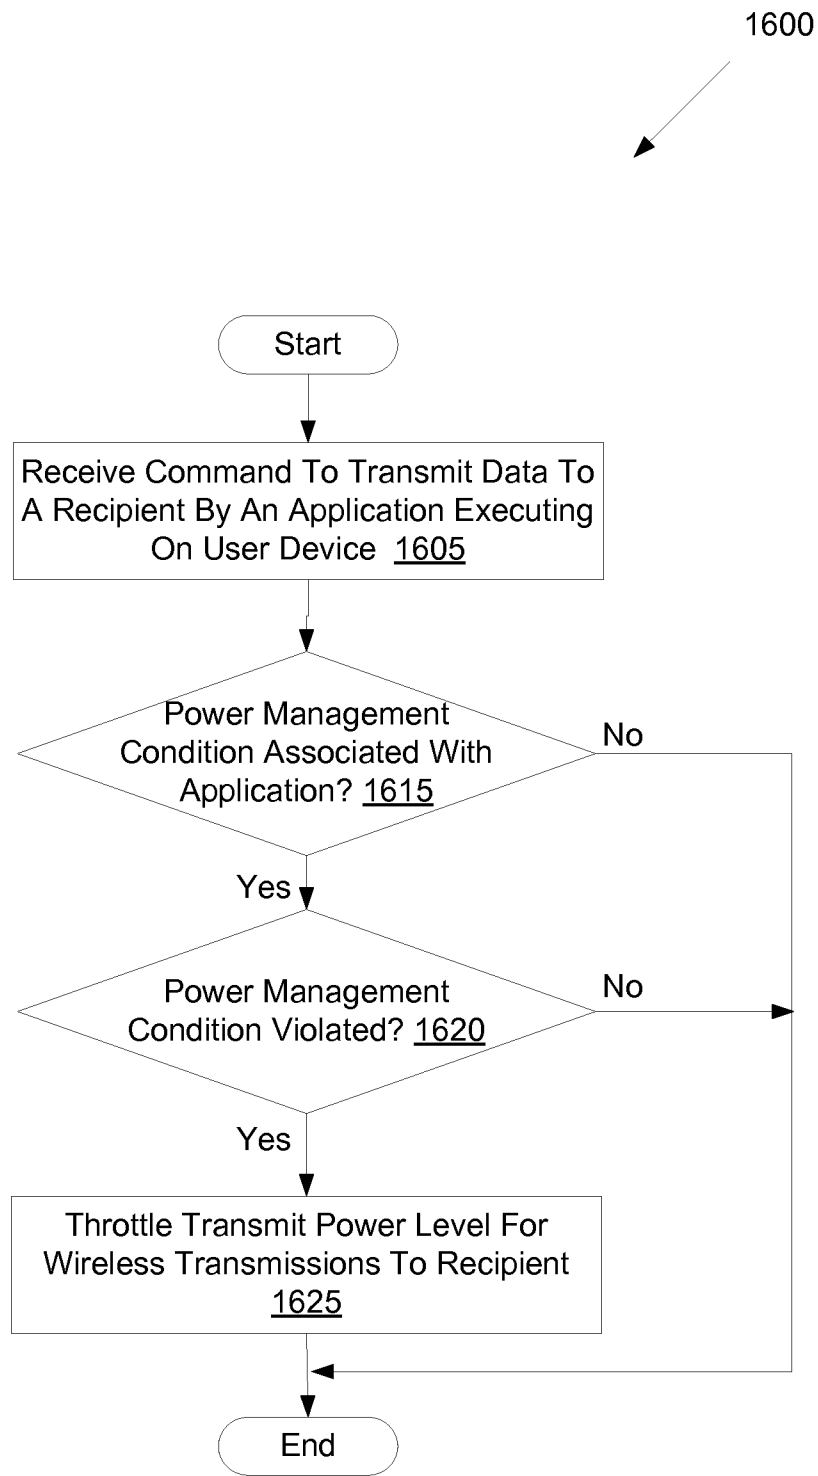 1600
Start
Receive Command To Transmit Data To
A Recipient By An Application Executing
On User Device 1605
Power Management
Condition Associated With
Application? 1615
No
Yes
Power Management
Condition Violated? 1620
No
Yes
Throttle Transmit Power Level For
Wireless Transmissions To Recipient
1625
End